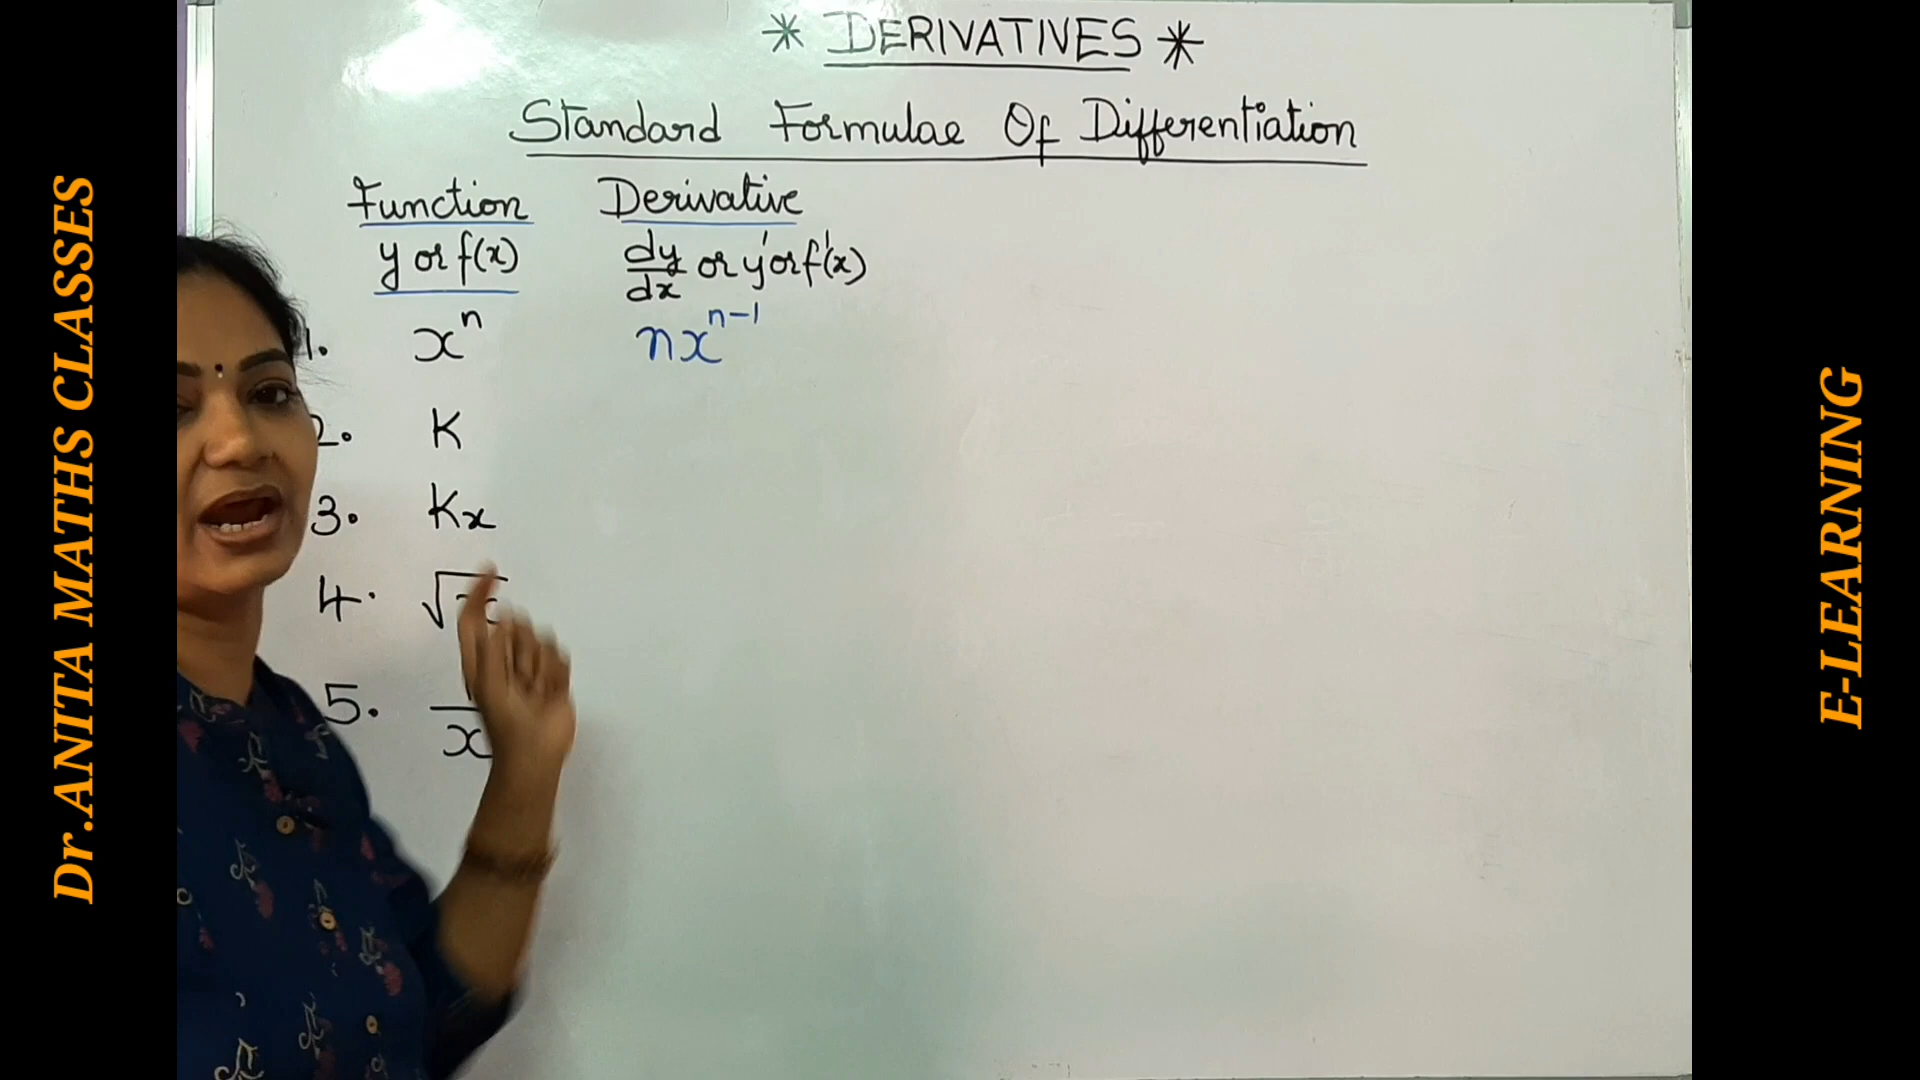 Dr.ANITA MATHS CLASSES
* DERIVATIVES *
Standard Formulae Of Differentiation
Function Derivative
y or f(x) dy/dx or y' or f'(x)
1. x^n nx^(n-1)
2. K
3. Kx
4. √x
5. 1/x
E-LEARNING